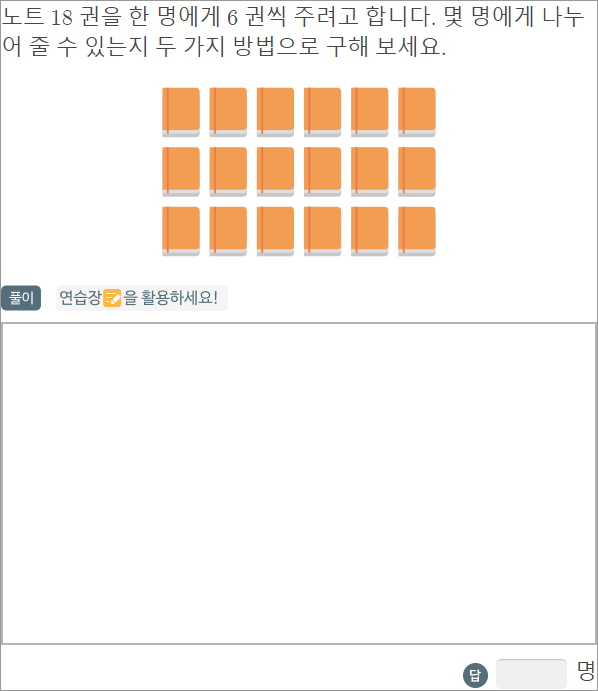 노트 18 권을 한 명에게 6 권씩 주려고 합니다. 몇 명에게 나누
어 줄 수 있는지 두 가지 방법으로 구해 보세요.
풀이 연습장을 활용하세요!
답 명